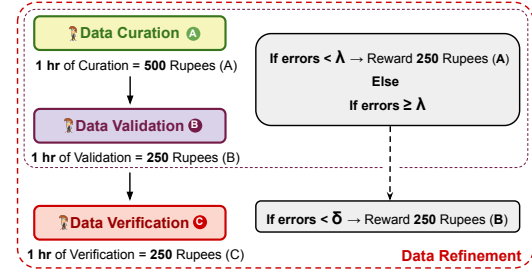 Data Curation A
1 hr of Curation = 500 Rupees (A)
Data Validation B
1 hr of Validation = 250 Rupees (B)
Data Verification C
1 hr of Verification = 250 Rupees (C)
If errors < λ → Reward 250 Rupees (A)
Else
If errors ≥ λ
If errors < δ → Reward 250 Rupees (B)
Data Refinement